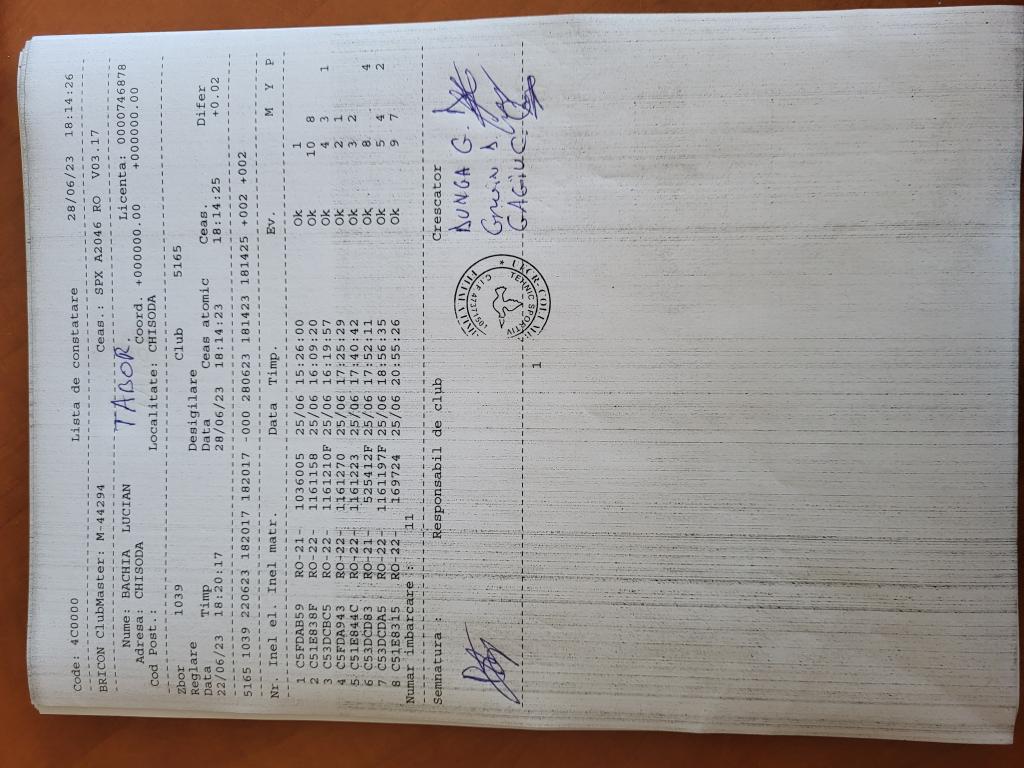 Code: 4C0000 Lista de constatare 28/06/23 18:14:26
BRICON ClubMaster: M-44294 Ceas.: SPX A2046 RO V03.17
TABOR.
Nume: BACHIA LUCIAN Licenta: 0000746878
Adresa: CHISODA Coord. +000000.00 +000000.00
Cod Post.: Localitate: CHISODA
Zbor 1039 Club 5165
Reglare Desigilare
Data Timp Data Ceas atomic Ceas. Difer
22/06/23 18:20:17 28/06/23 18:14:23 18:14:25 +0.02
5165 1039 220623 182017 182017 -000 280623 181423 181425 +002 +002
Nr. Inel el. Inel matr. Data Timp. Ev. M Y P
1 C5FDAB59 RO-21- 1036005 25/06 15:26:00 Ok 1
2 C51E838F RO-22- 1161158 25/06 16:09:20 Ok 10 8
3 C53DCBC5 RO-22- 1161210F 25/06 16:19:57 Ok 4 3 1
4 C5FDA943 RO-22- 1161270 25/06 17:25:29 Ok 2 1
5 C51E844C RO-22- 1161223 25/06 17:40:42 Ok 3 2
6 C53DCD83 RO-21- 525412F 25/06 17:52:11 Ok 8 4
7 C53DCDA5 RO-22- 1161197F 25/06 18:56:35 Ok 5 4 2
8 C51E8315 RO-22- 169724 25/06 20:55:26 Ok 9 7
Numar imbarcare : 11
Semnatura : Responsabil de club Crescator
DUNGA G.
GAGIUC.
TEHNIC SPORTIV
1